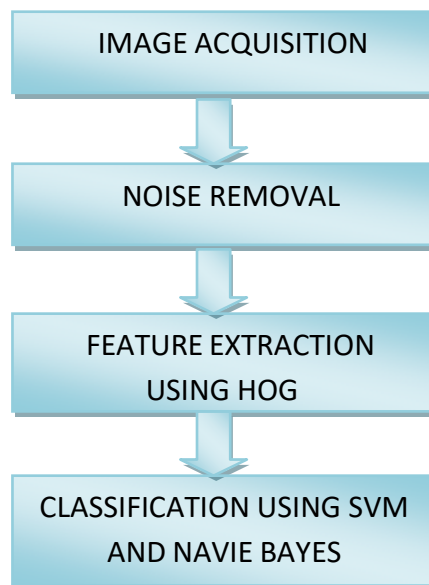 IMAGE ACQUISITION
NOISE REMOVAL
FEATURE EXTRACTION
USING HOG
CLASSIFICATION USING SVM
AND NAVIE BAYES